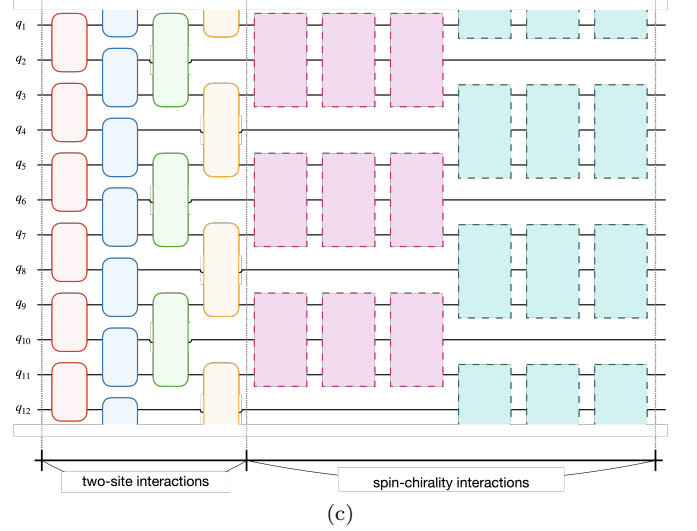 q1
q2
q3
q4
q5
q6
q7
q8
q9
q10
q11
q12
two-site interactions
spin-chirality interactions
(c)